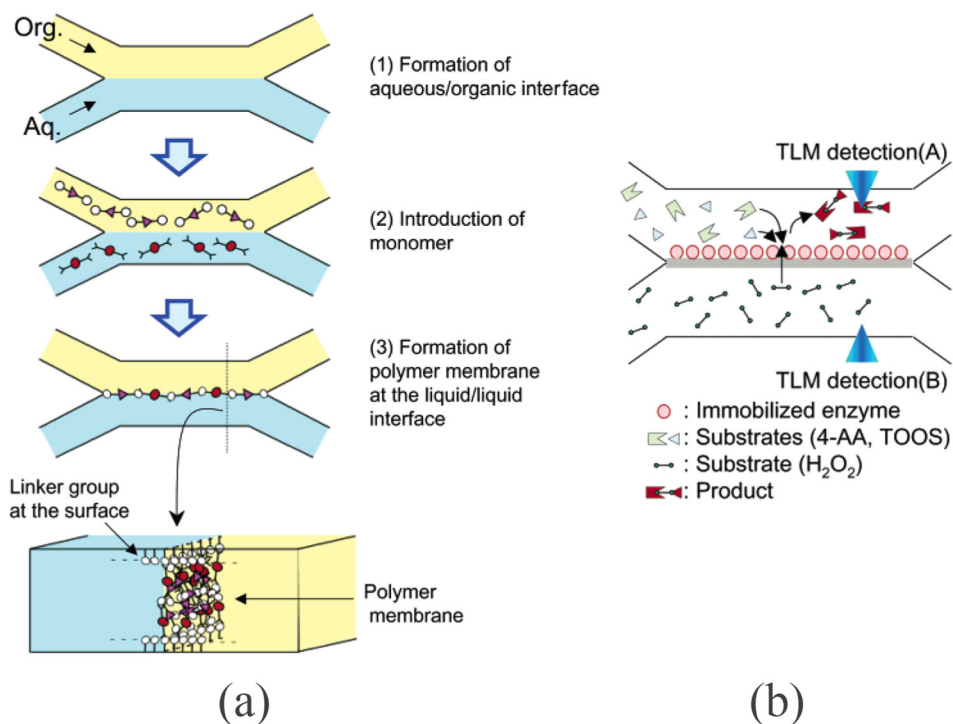 Org.
Aq.
(1) Formation of
aqueous/organic interface
(2) Introduction of
monomer
(3) Formation of
polymer membrane
at the liquid/liquid
interface
Linker group
at the surface
Polymer
membrane
(a)
TLM detection(A)
TLM detection(B)
: Immobilized enzyme
: Substrates (4-AA, TOOS)
: Substrate (H₂O₂)
: Product
(b)